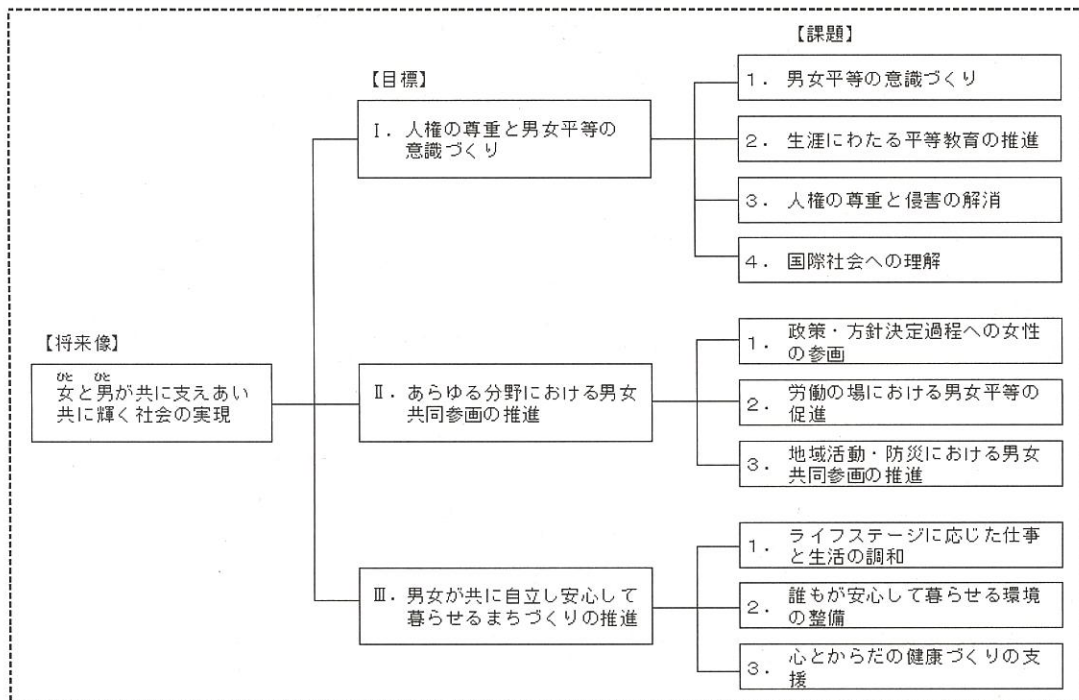 【将来像】
ひと ひと
女と男が共に支えあい
共に輝く社会の実現
【目標】
Ⅰ．人権の尊重と男女平等の
意識づくり
【課題】
１．男女平等の意識づくり
２．生涯にわたる平等教育の推進
３．人権の尊重と侵害の解消
４．国際社会への理解
Ⅱ．あらゆる分野における男女
共同参画の推進
１．政策・方針決定過程への女性
の参画
２．労働の場における男女平等の
促進
３．地域活動・防災における男女
共同参画の推進
Ⅲ．男女が共に自立し安心して
暮らせるまちづくりの推進
１．ライフステージに応じた仕事
と生活の調和
２．誰もが安心して暮らせる環境
の整備
３．心とからだの健康づくりの支
援